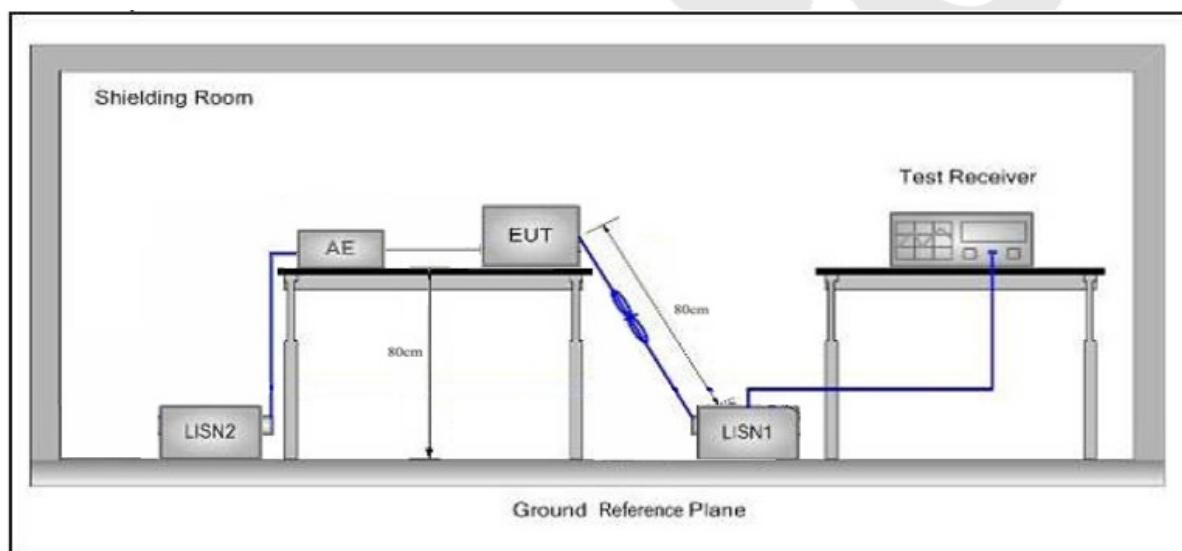 Shielding Room
Test Receiver
AE
EUT
80cm
80cm
LISN2
LISN1
Ground Reference Plane